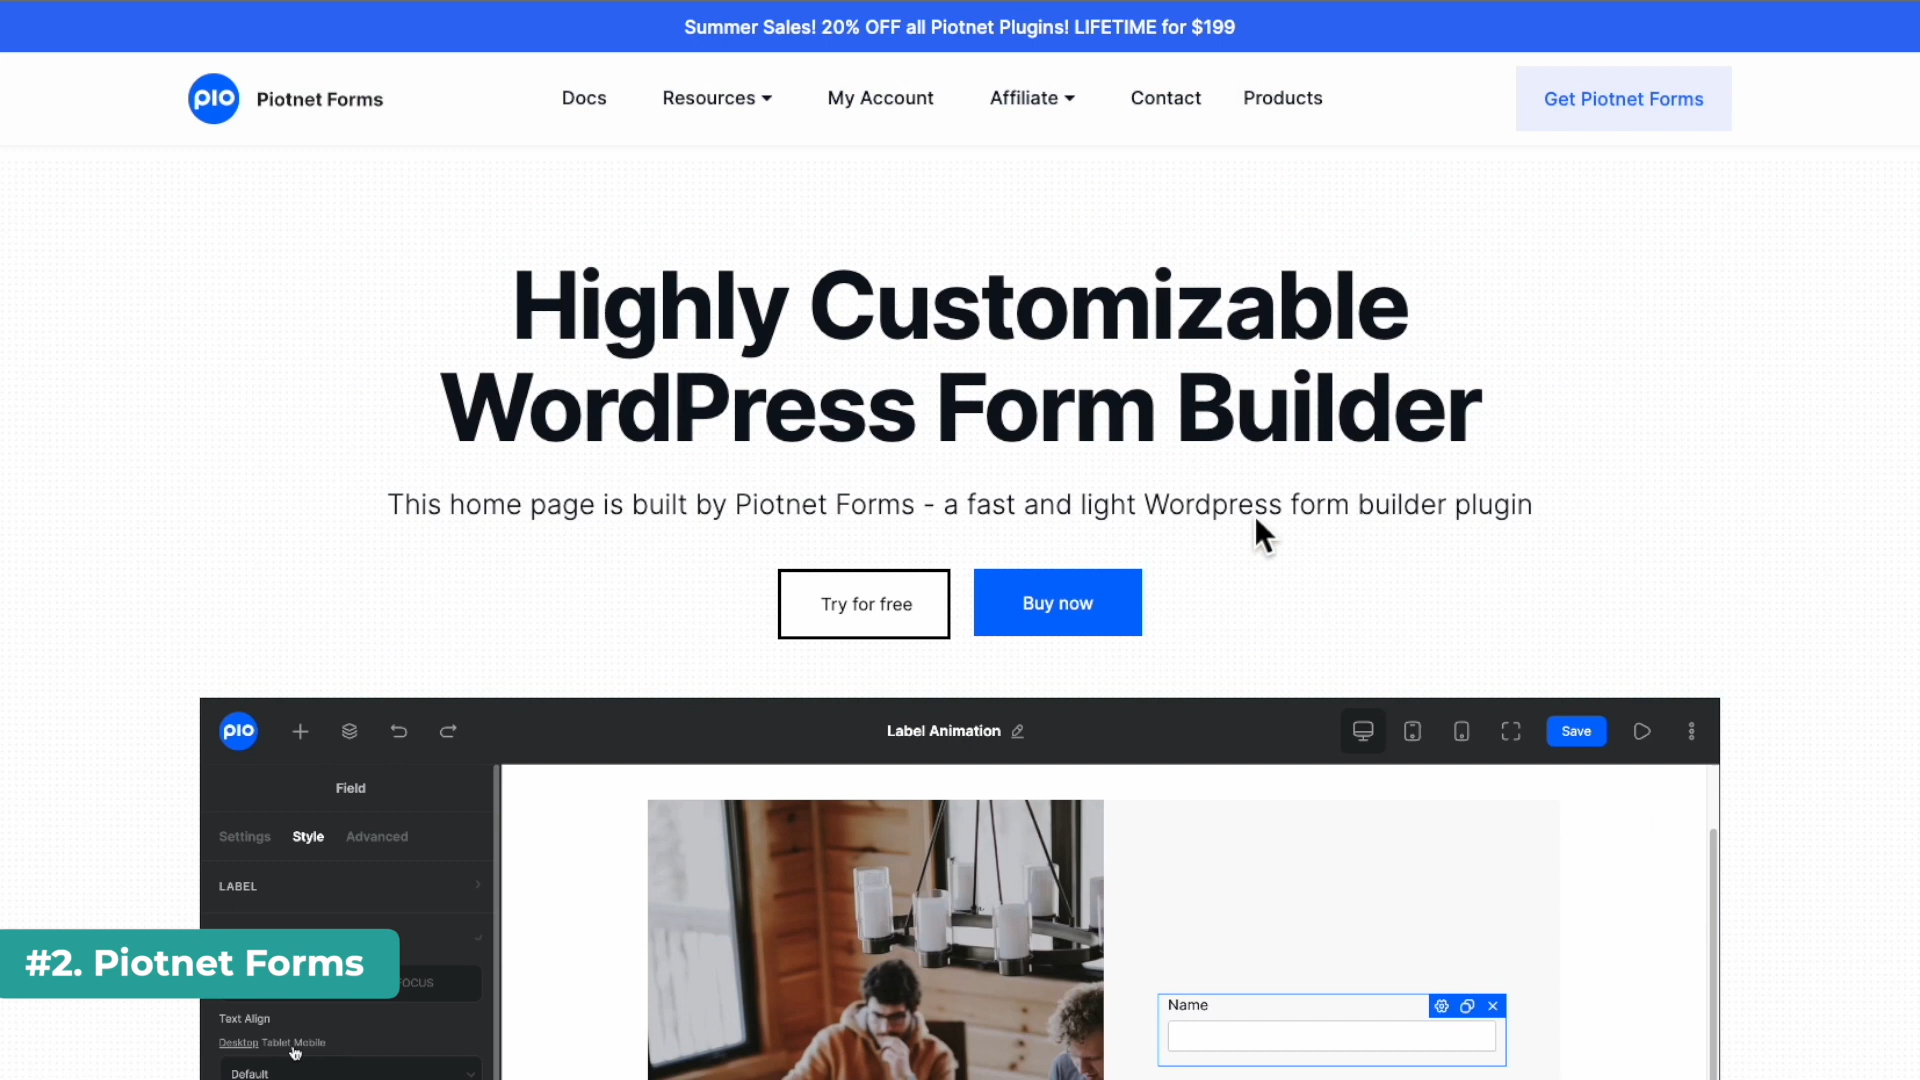 Summer Sales! 20% OFF all Piotnet Plugins! LIFETIME for $199
pio
Piotnet Forms
Docs
Resources
My Account
Affiliate
Contact
Products
Get Piotnet Forms
Highly Customizable
WordPress Form Builder
This home page is built by Piotnet Forms - a fast and light Wordpress form builder plugin
Try for free
Buy now
pio
Label Animation
Save
Field
Settings
Style
Advanced
LABEL
#2. Piotnet Forms
Text Align
Desktop Tablet Mobile
Default
Name